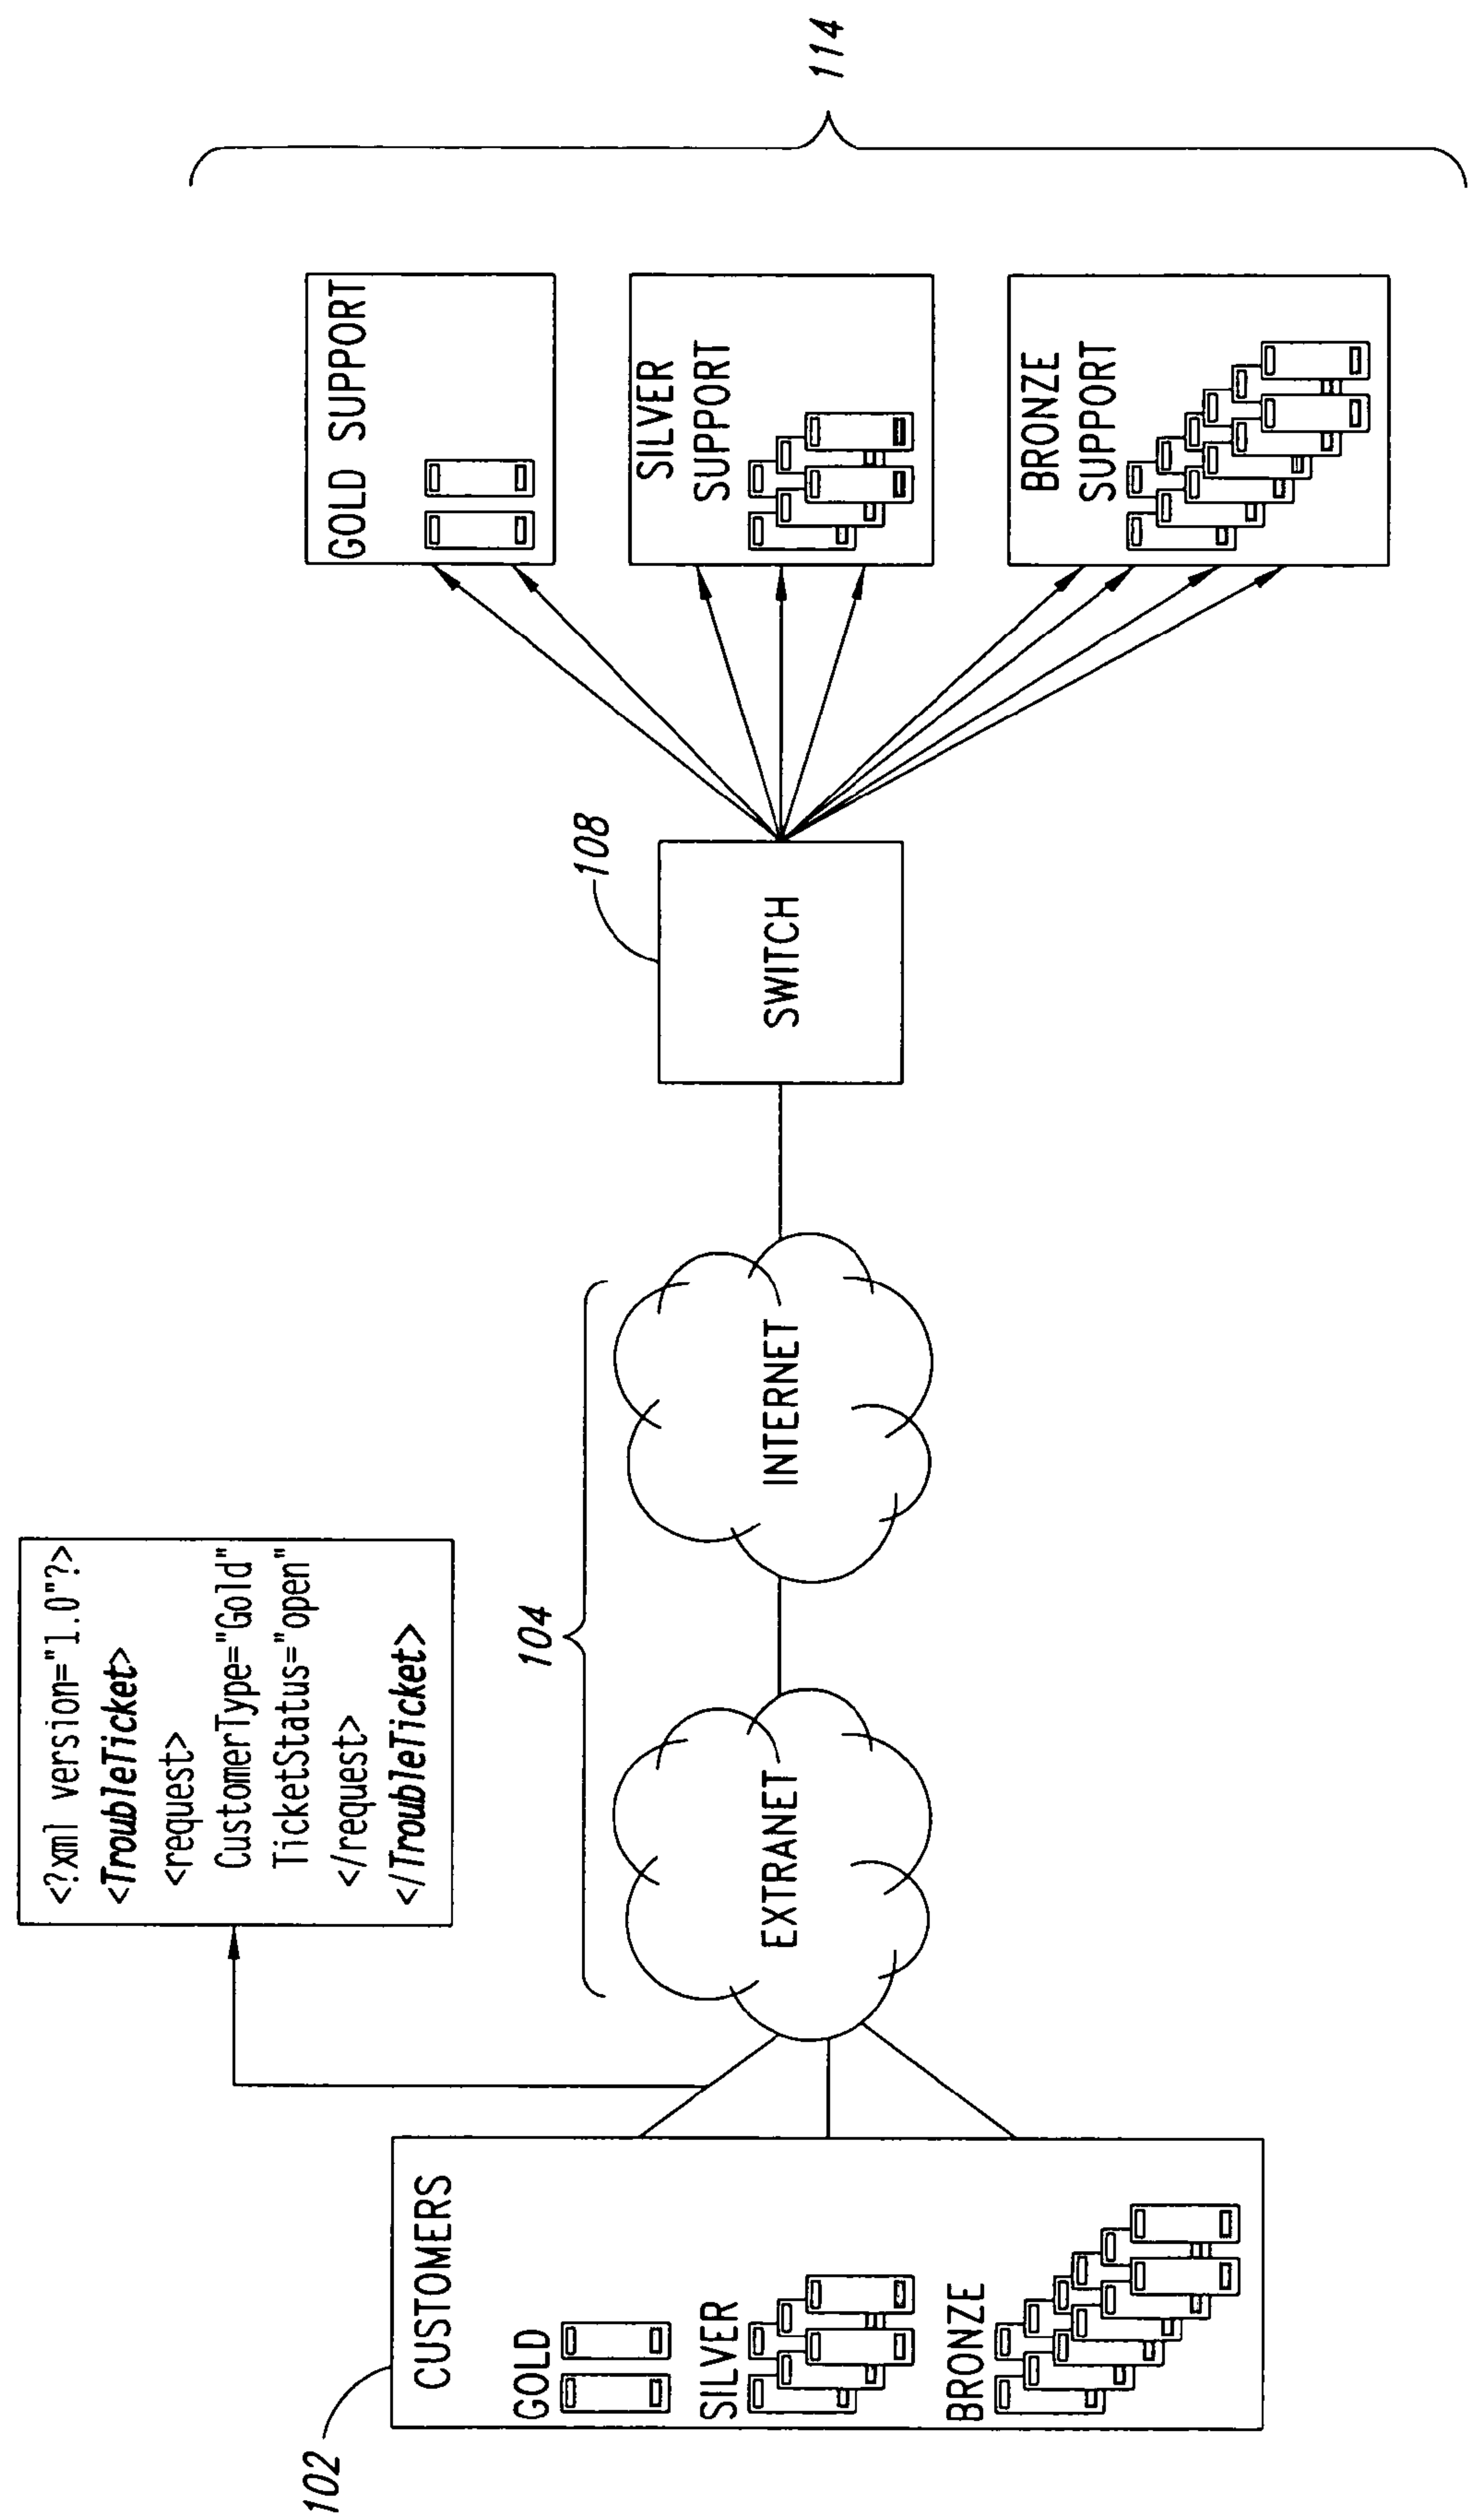 <?xml version="1.0"?>
<TroubleTicket>
<request>
CustomerType="Gold"
TicketStatus="open"
</request>
</TroubleTicket>
102
CUSTOMERS
GOLD
SILVER
BRONZE
104
EXTRANET
INTERNET
108
SWITCH
GOLD SUPPORT
SILVER
SUPPORT
BRONZE
SUPPORT
114